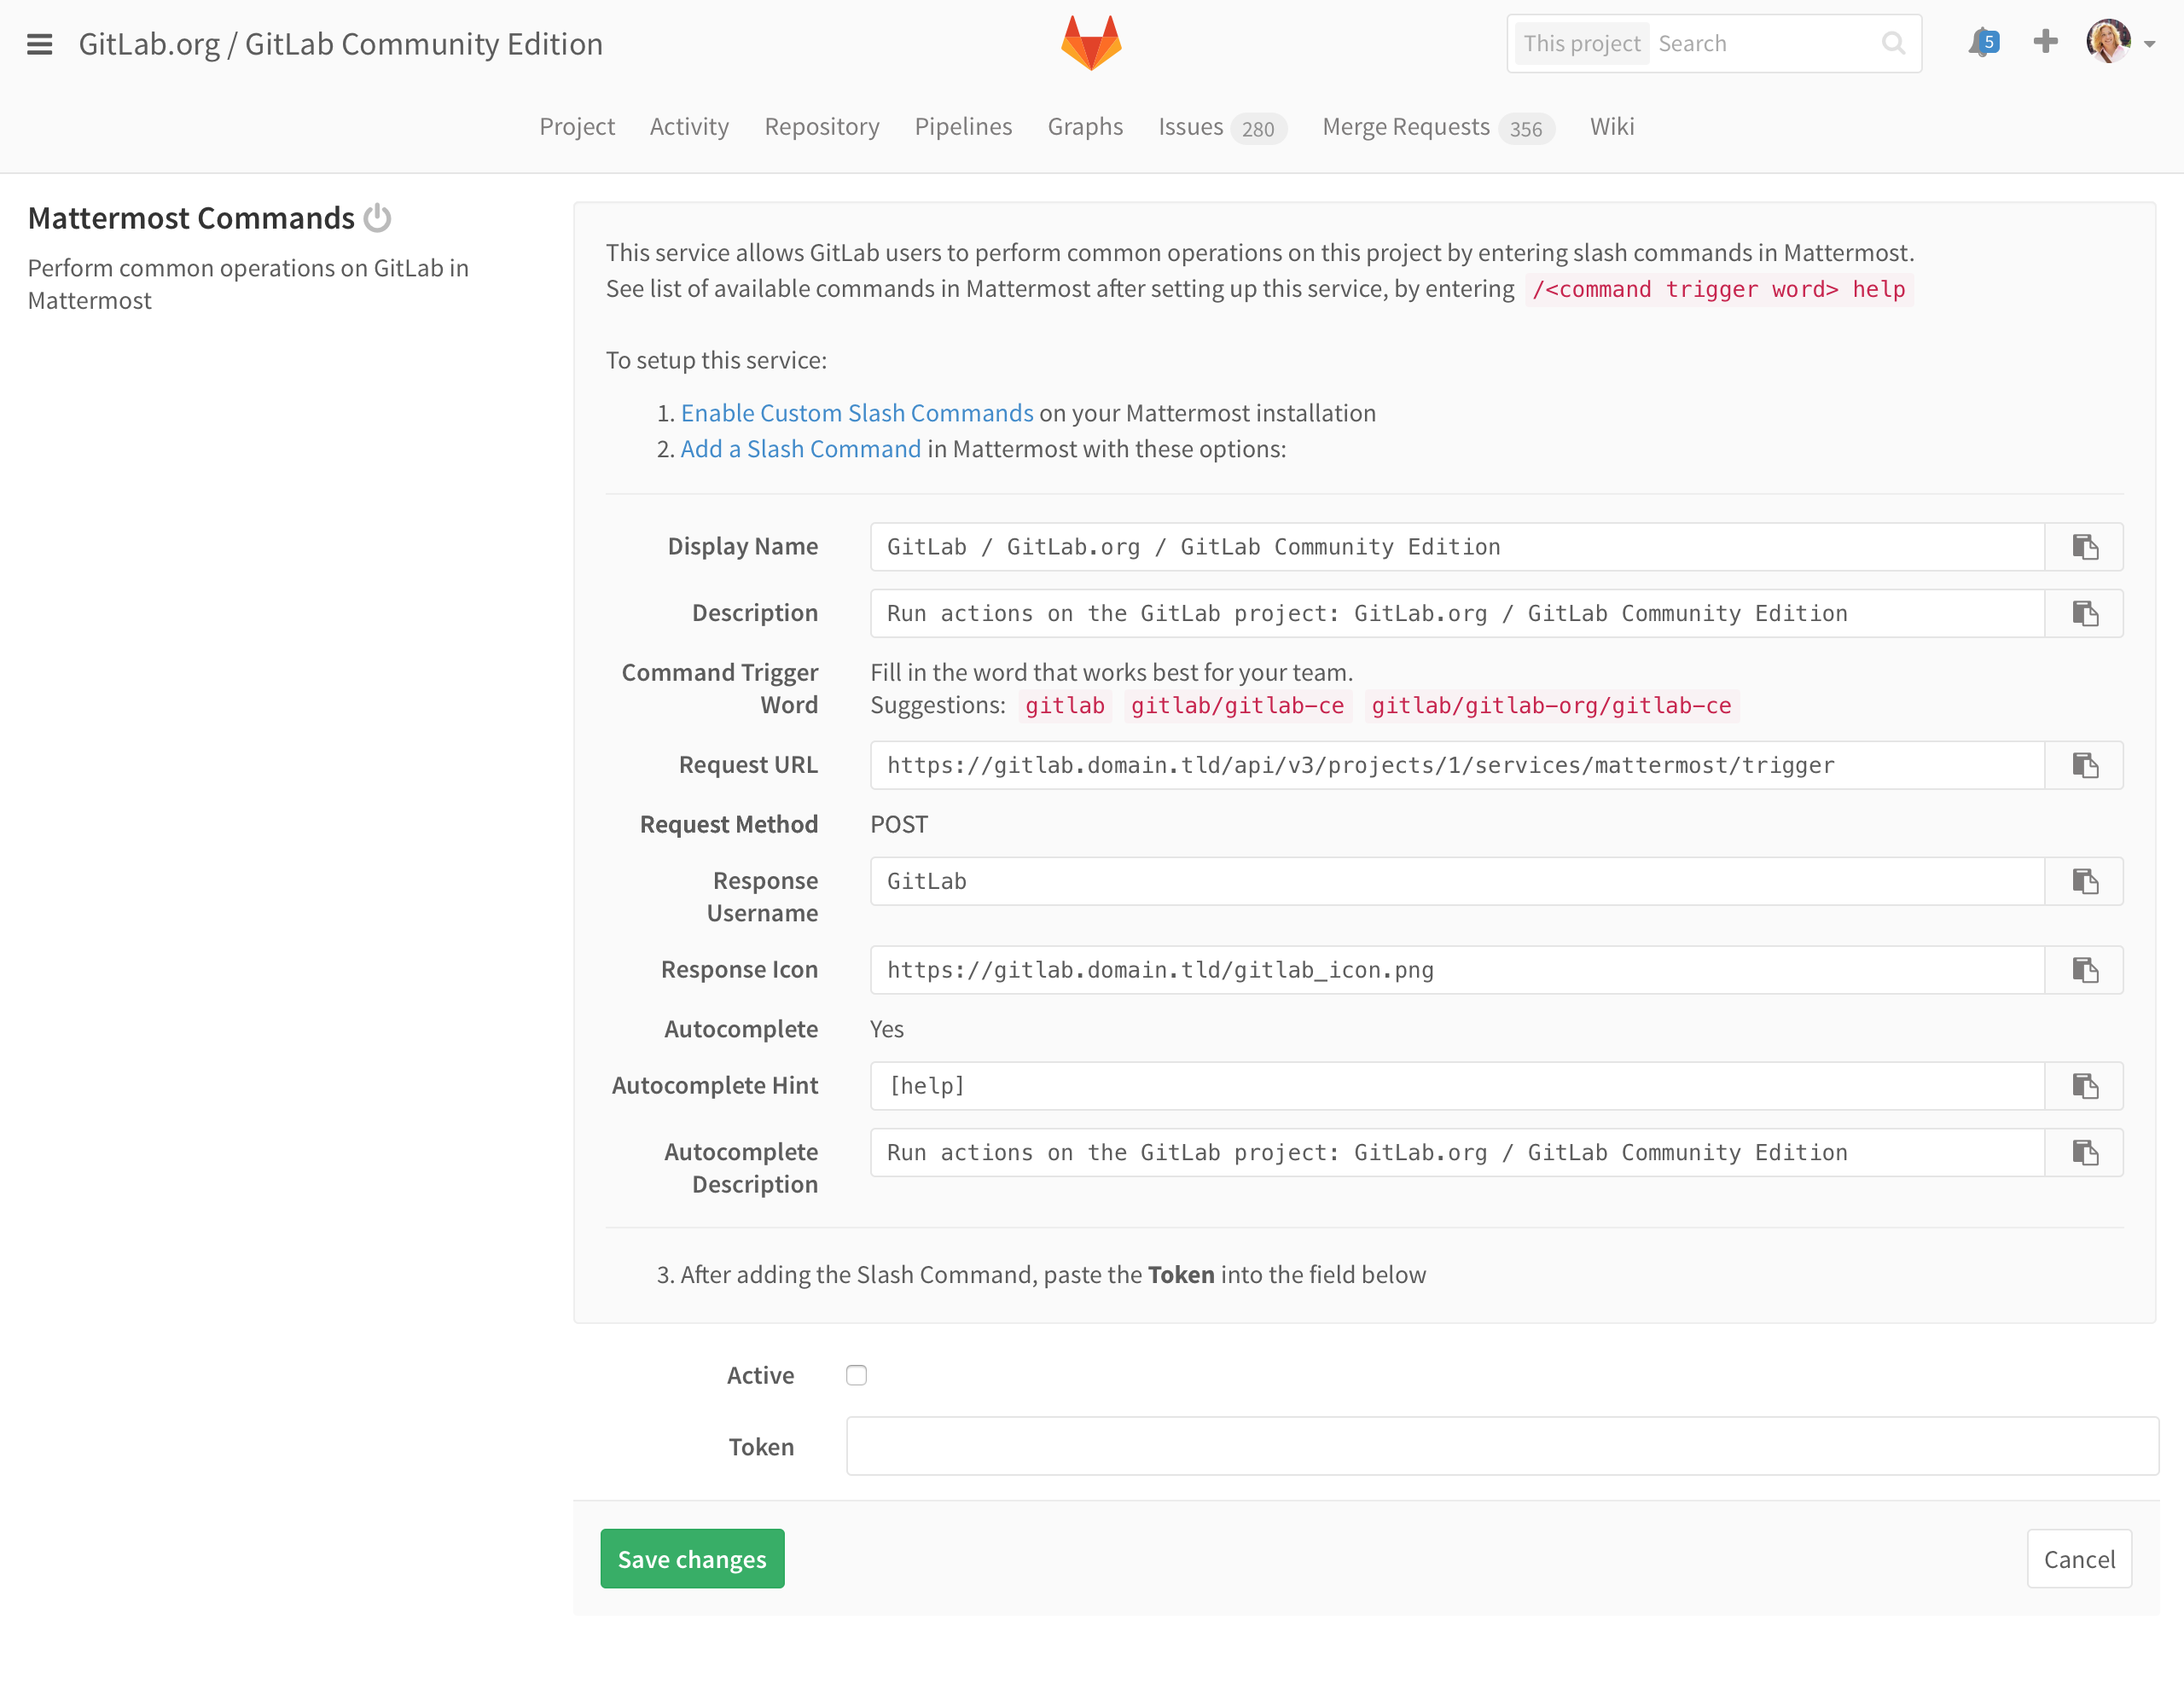 GitLab.org / GitLab Community Edition
This project Search
5
Project Activity Repository Pipelines Graphs Issues 280 Merge Requests 356 Wiki
Mattermost Commands
Perform common operations on GitLab in
Mattermost
This service allows GitLab users to perform common operations on this project by entering slash commands in Mattermost.
See list of available commands in Mattermost after setting up this service, by entering /<command trigger word> help
To setup this service:
1. Enable Custom Slash Commands on your Mattermost installation
2. Add a Slash Command in Mattermost with these options:
Display Name GitLab / GitLab.org / GitLab Community Edition
Description Run actions on the GitLab project: GitLab.org / GitLab Community Edition
Command Trigger
Word
Fill in the word that works best for your team.
Suggestions: gitlab gitlab/gitlab-ce gitlab/gitlab-org/gitlab-ce
Request URL https://gitlab.domain.tld/api/v3/projects/1/services/mattermost/trigger
Request Method POST
Response
Username
GitLab
Response Icon https://gitlab.domain.tld/gitlab_icon.png
Autocomplete Yes
Autocomplete Hint [help]
Autocomplete
Description
Run actions on the GitLab project: GitLab.org / GitLab Community Edition
3. After adding the Slash Command, paste the Token into the field below
Active
Token
Save changes Cancel